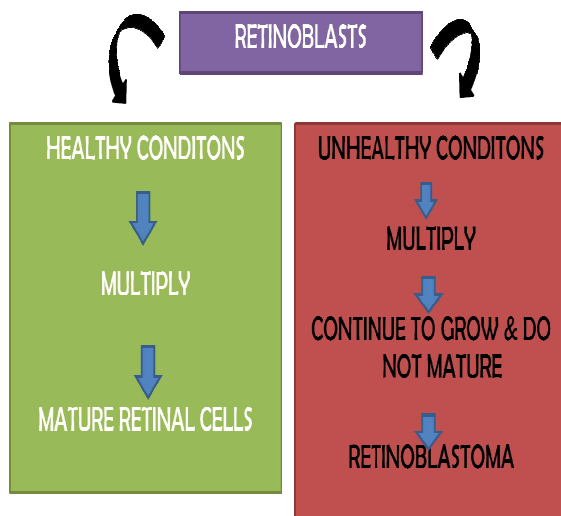 RETINOBLASTS
HEALTHY CONDITONS
MULTIPLY
MATURE RETINAL CELLS
UNHEALTHY CONDITONS
MULTIPLY
CONTINUE TO GROW & DO
NOT MATURE
RETINOBLASTOMA